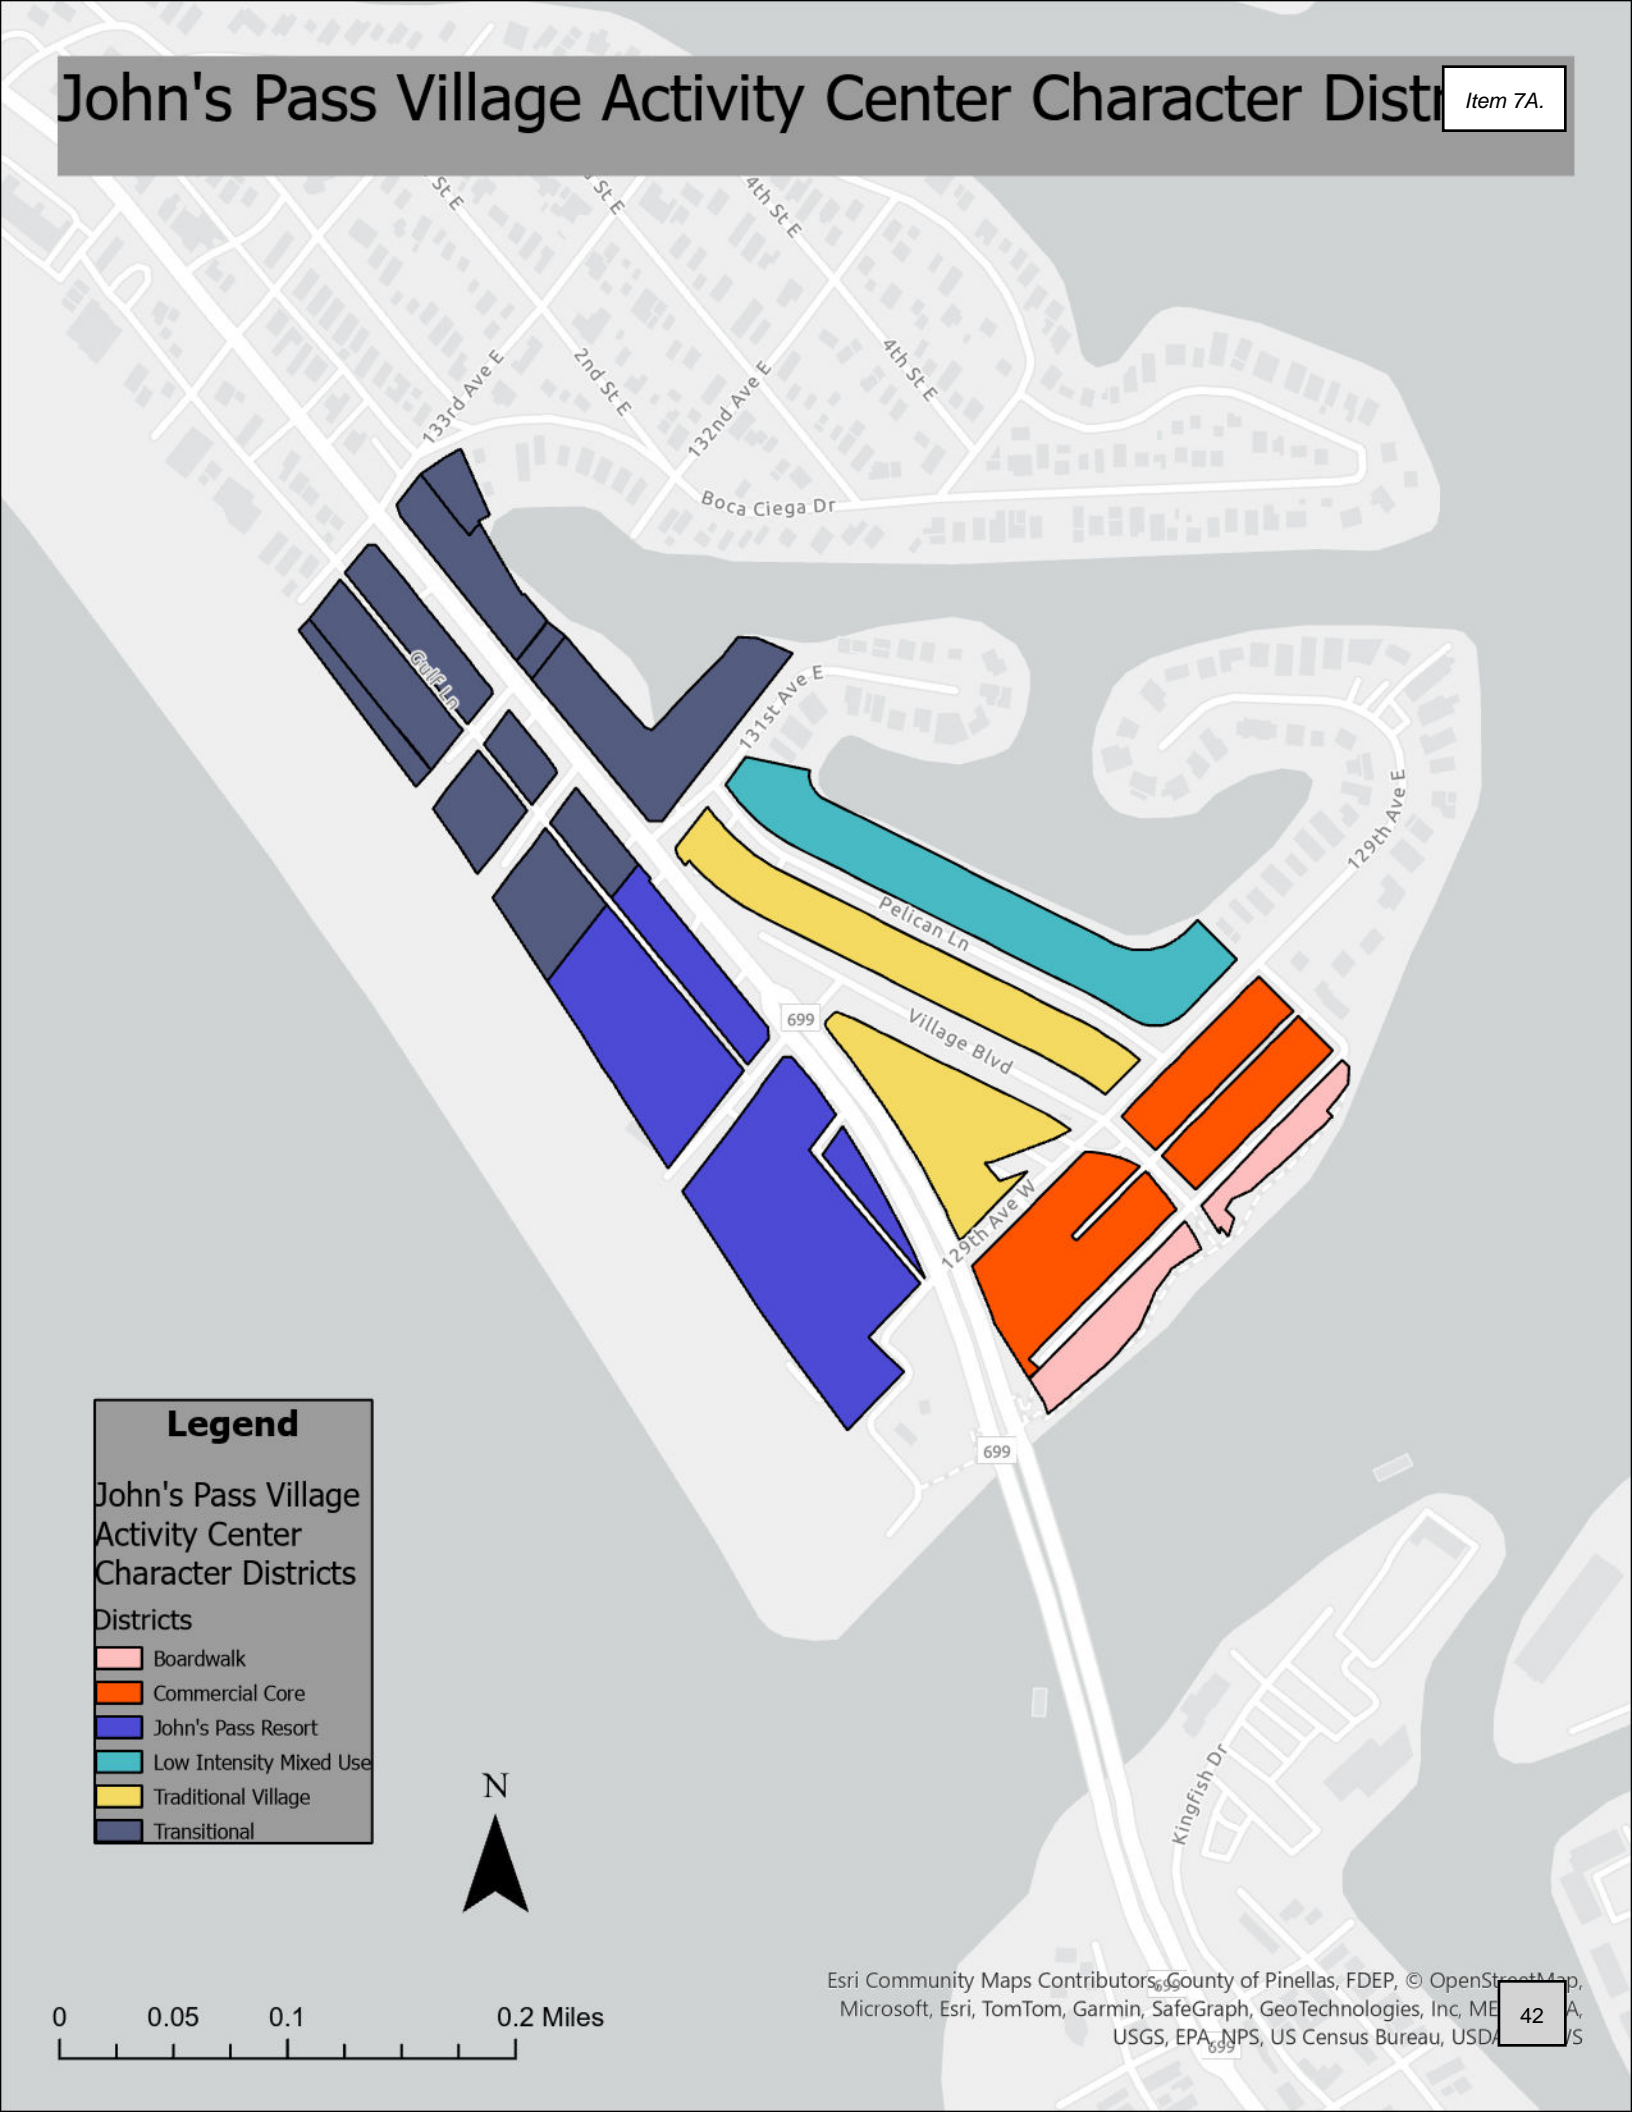 John's Pass Village Activity Center Character Distr
Item 7A.
St E
St E
4th St E
133rd Ave E
2nd St E
132nd Ave E
4th St E
Boca Ciega Dr
Gulf Ln
131st Ave E
129th Ave E
Pelican Ln
Village Blvd
699
129th Ave W
699
Legend
John's Pass Village
Activity Center
Character Districts
Districts
Boardwalk
Commercial Core
John's Pass Resort
Low Intensity Mixed Use
Traditional Village
Transitional
N
Kingfish Dr
0 0.05 0.1 0.2 Miles
Esri Community Maps Contributors, County of Pinellas, FDEP, © OpenStreetMap,
699
Microsoft, Esri, TomTom, Garmin, SafeGraph, GeoTechnologies, Inc, ME A,
USGS, EPA, NPS, US Census Bureau, USDA S
699
42